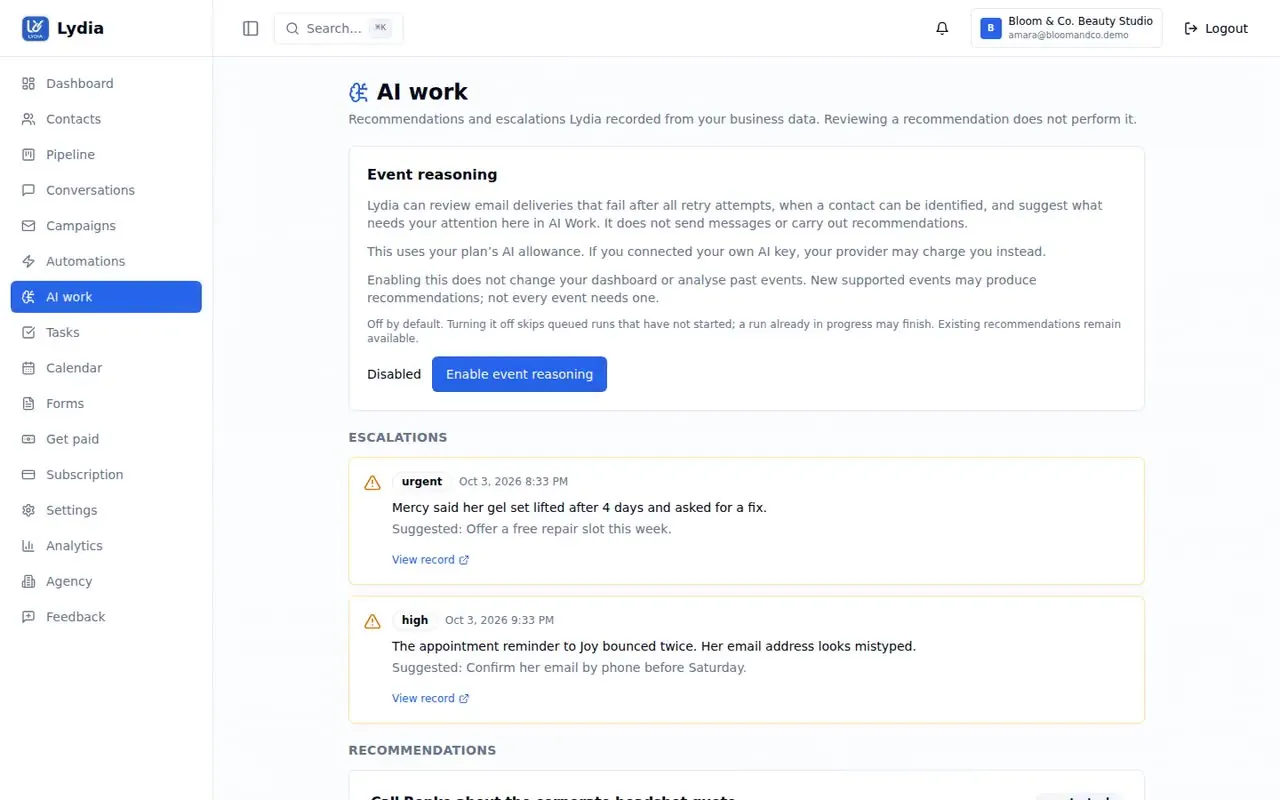 Lydia
Search... ⌘K
B
Bloom & Co. Beauty Studio
amara@bloomandco.demo
Logout
Dashboard
Contacts
Pipeline
Conversations
Campaigns
Automations
AI work
Tasks
Calendar
Forms
Get paid
Subscription
Settings
Analytics
Agency
Feedback
AI work
Recommendations and escalations Lydia recorded from your business data. Reviewing a recommendation does not perform it.
Event reasoning
Lydia can review email deliveries that fail after all retry attempts, when a contact can be identified, and suggest what
needs your attention here in AI Work. It does not send messages or carry out recommendations.
This uses your plan’s AI allowance. If you connected your own AI key, your provider may charge you instead.
Enabling this does not change your dashboard or analyse past events. New supported events may produce
recommendations; not every event needs one.
Off by default. Turning it off skips queued runs that have not started; a run already in progress may finish. Existing recommendations remain
available.
Disabled Enable event reasoning
ESCALATIONS
urgent Oct 3, 2026 8:33 PM
Mercy said her gel set lifted after 4 days and asked for a fix.
Suggested: Offer a free repair slot this week.
View record
high Oct 3, 2026 9:33 PM
The appointment reminder to Joy bounced twice. Her email address looks mistyped.
Suggested: Confirm her email by phone before Saturday.
View record
RECOMMENDATIONS
about the corporate headshot quote